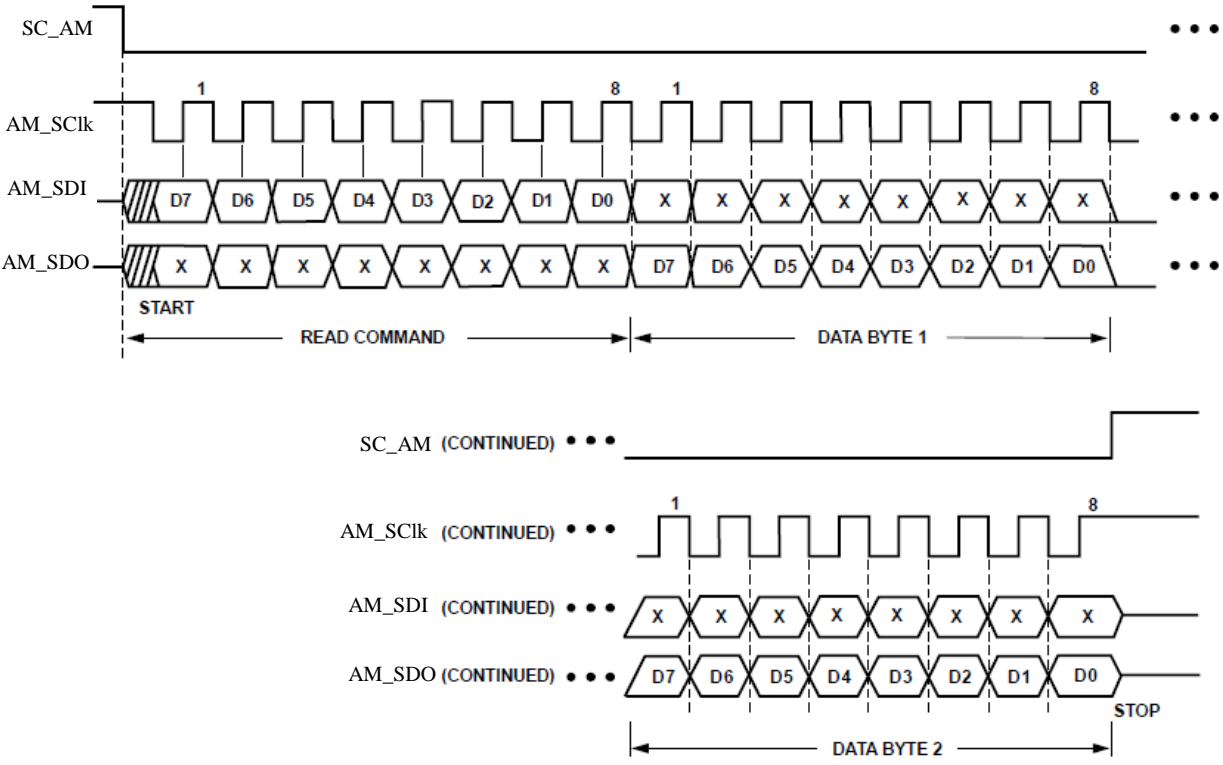 SC_AM
1 8 1 8
AM_SClk
AM_SDI D7 D6 D5 D4 D3 D2 D1 D0 X X X X X X X X
AM_SDO X X X X X X X X D7 D6 D5 D4 D3 D2 D1 D0
START
READ COMMAND DATA BYTE 1
SC_AM (CONTINUED)
1 8
AM_SClk (CONTINUED)
AM_SDI (CONTINUED) X X X X X X X X
AM_SDO (CONTINUED) D7 D6 D5 D4 D3 D2 D1 D0
STOP
DATA BYTE 2